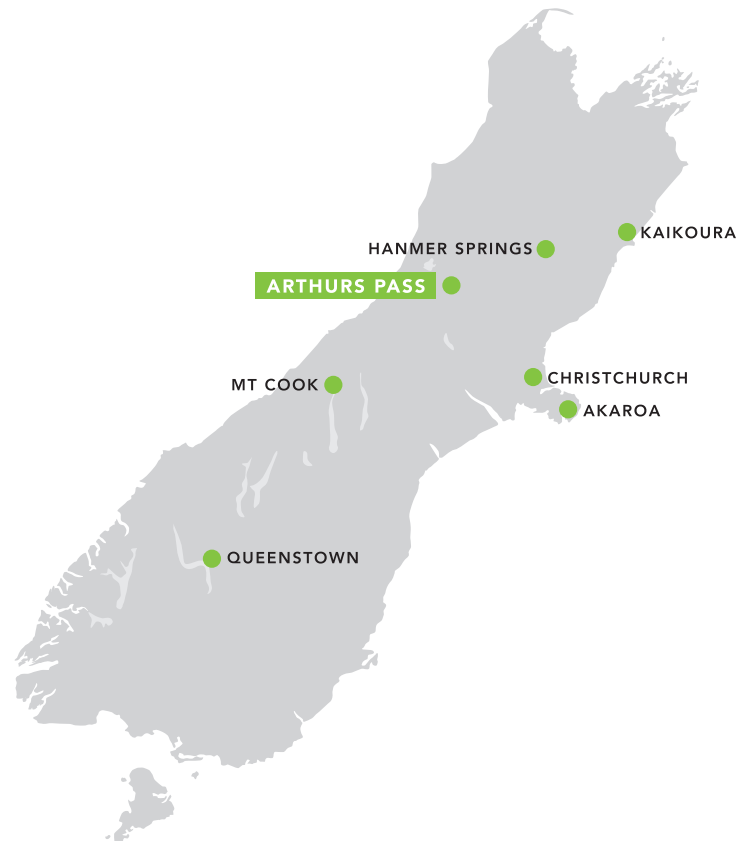 KAIKOURA
HANMER SPRINGS
ARTHURS PASS
CHRISTCHURCH
MT COOK
AKAROA
QUEENSTOWN